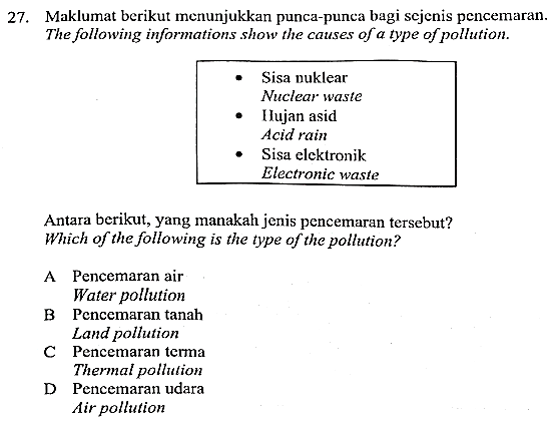 27. Maklumat berikut menunjukkan punca-punca bagi sejenis pencemaran.
The following informations show the causes of a type of pollution.
• Sisa nuklear
Nuclear waste
• Hujan asid
Acid rain
• Sisa elektronik
Electronic waste
Antara berikut, yang manakah jenis pencemaran tersebut?
Which of the following is the type of the pollution?
A Pencemaran air
Water pollution
B Pencemaran tanah
Land pollution
C Pencemaran terma
Thermal pollution
D Pencemaran udara
Air pollution